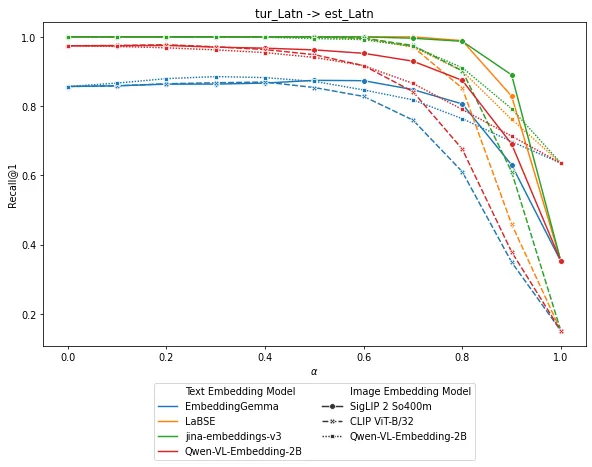 tur_Latn -> est_Latn
Recall@1
1.0
0.8
0.6
0.4
0.2
0.0 0.2 0.4 0.6 0.8 1.0
α
Text Embedding Model
EmbeddingGemma
LaBSE
jina-embeddings-v3
Qwen-VL-Embedding-2B
Image Embedding Model
SigLIP 2 So400m
CLIP ViT-B/32
Qwen-VL-Embedding-2B